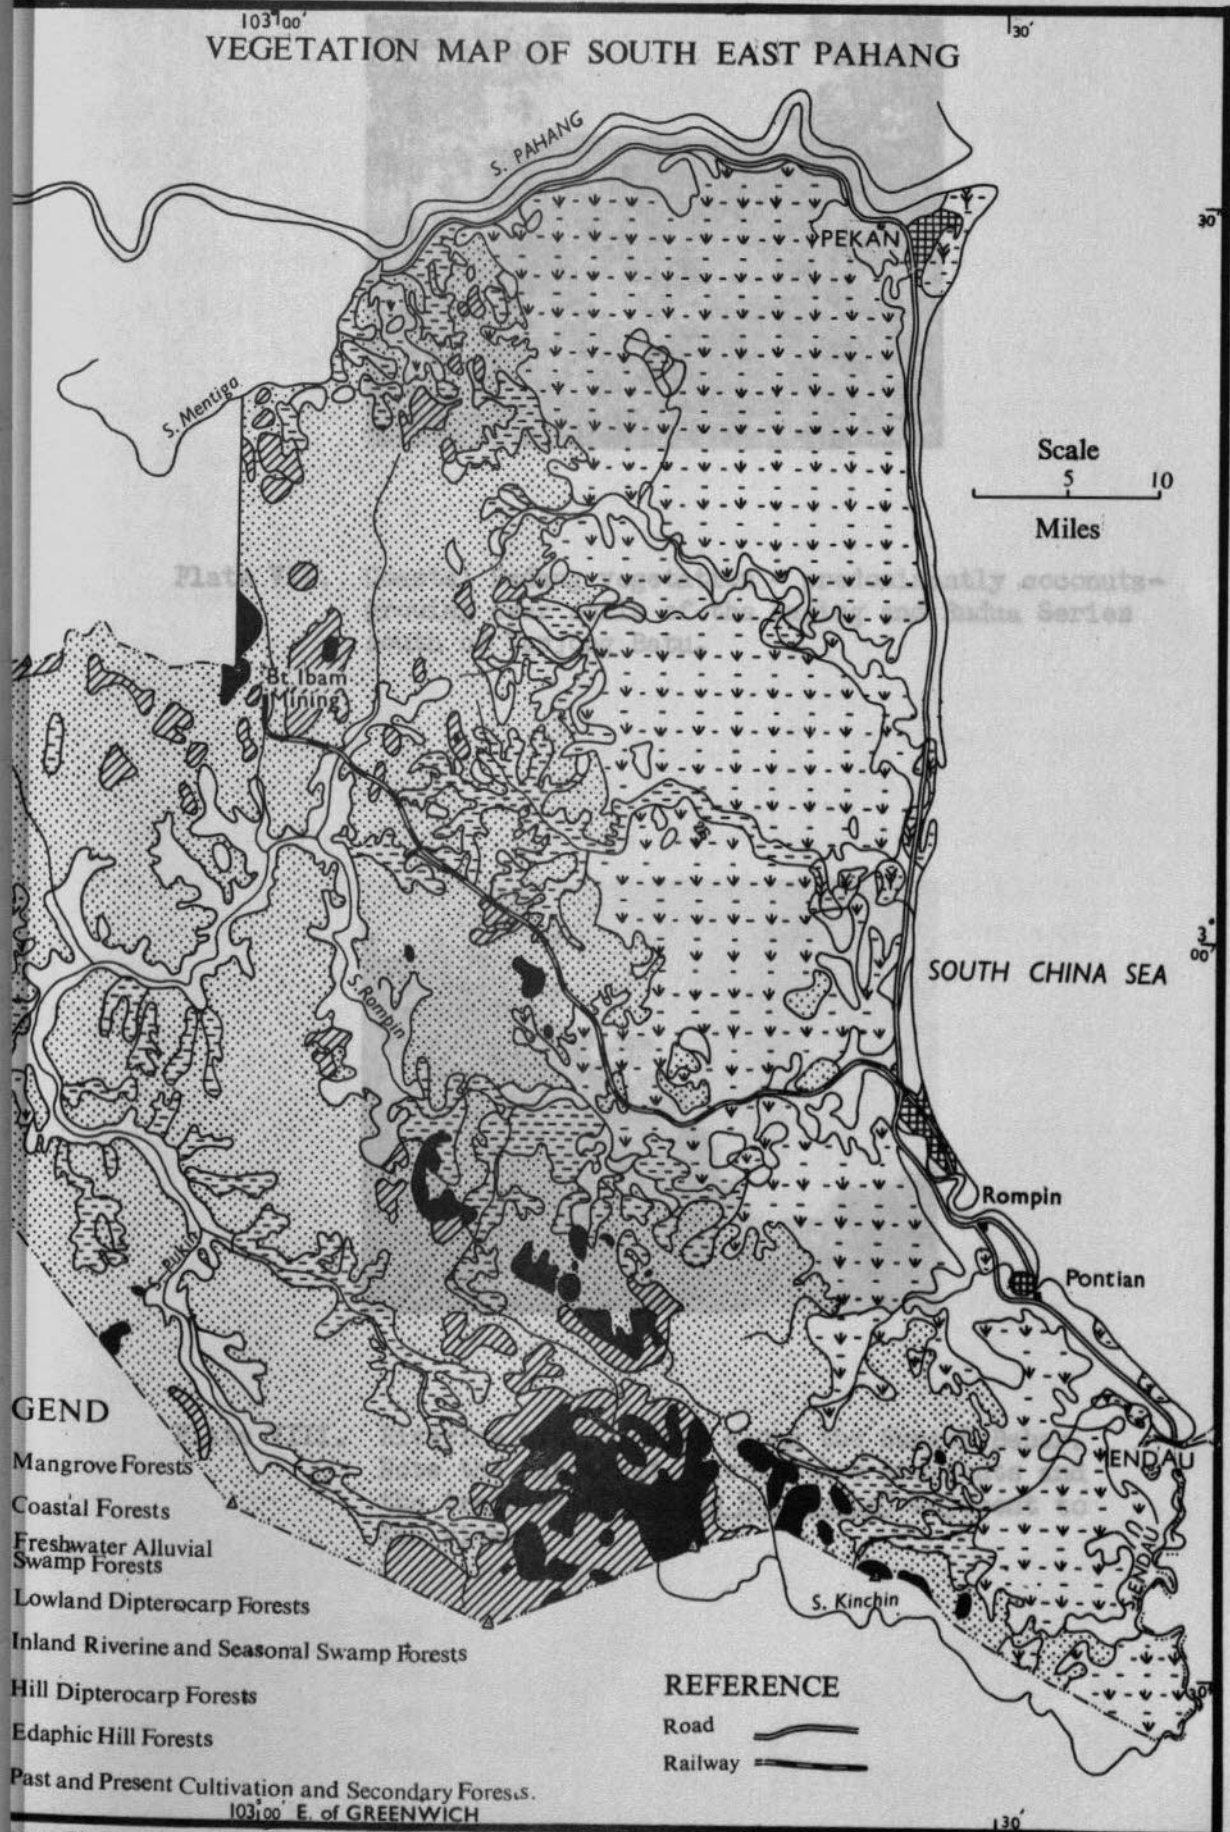 103°00'
30'
VEGETATION MAP OF SOUTH EAST PAHANG
S. PAHANG
30'
PEKAN
S. Mentiga
Scale
5 10
Miles
Bt. Ibam
Mining
3°
00'
SOUTH CHINA SEA
S. Rompin
Rompin
Pontian
GEND
Mangrove Forests
ENDAU
Coastal Forests
Freshwater Alluvial
Swamp Forests
S. ENDAU
Lowland Dipterocarp Forests
S. Kinchin
Inland Riverine and Seasonal Swamp Forests
REFERENCE
30'
Hill Dipterocarp Forests
Road
Edaphic Hill Forests
Railway
Past and Present Cultivation and Secondary Forests.
103°00' E. of GREENWICH
30'